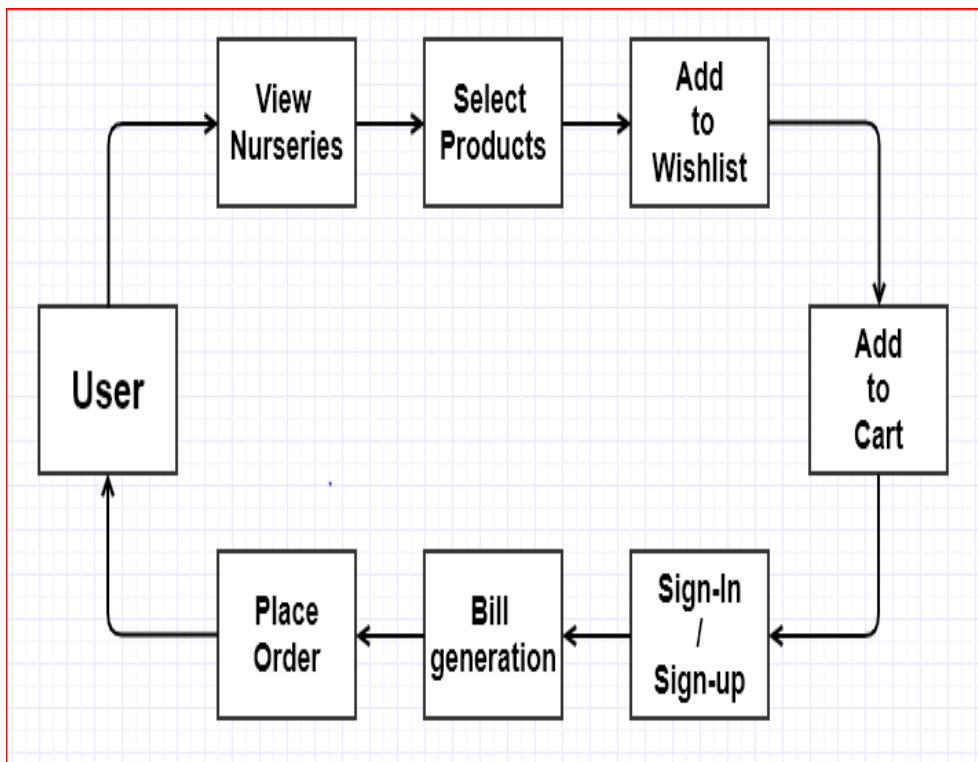 View
Nurseries
Select
Products
Add
to
Wishlist
User
Add
to
Cart
Sign-In
/
Sign-up
Bill
generation
Place
Order